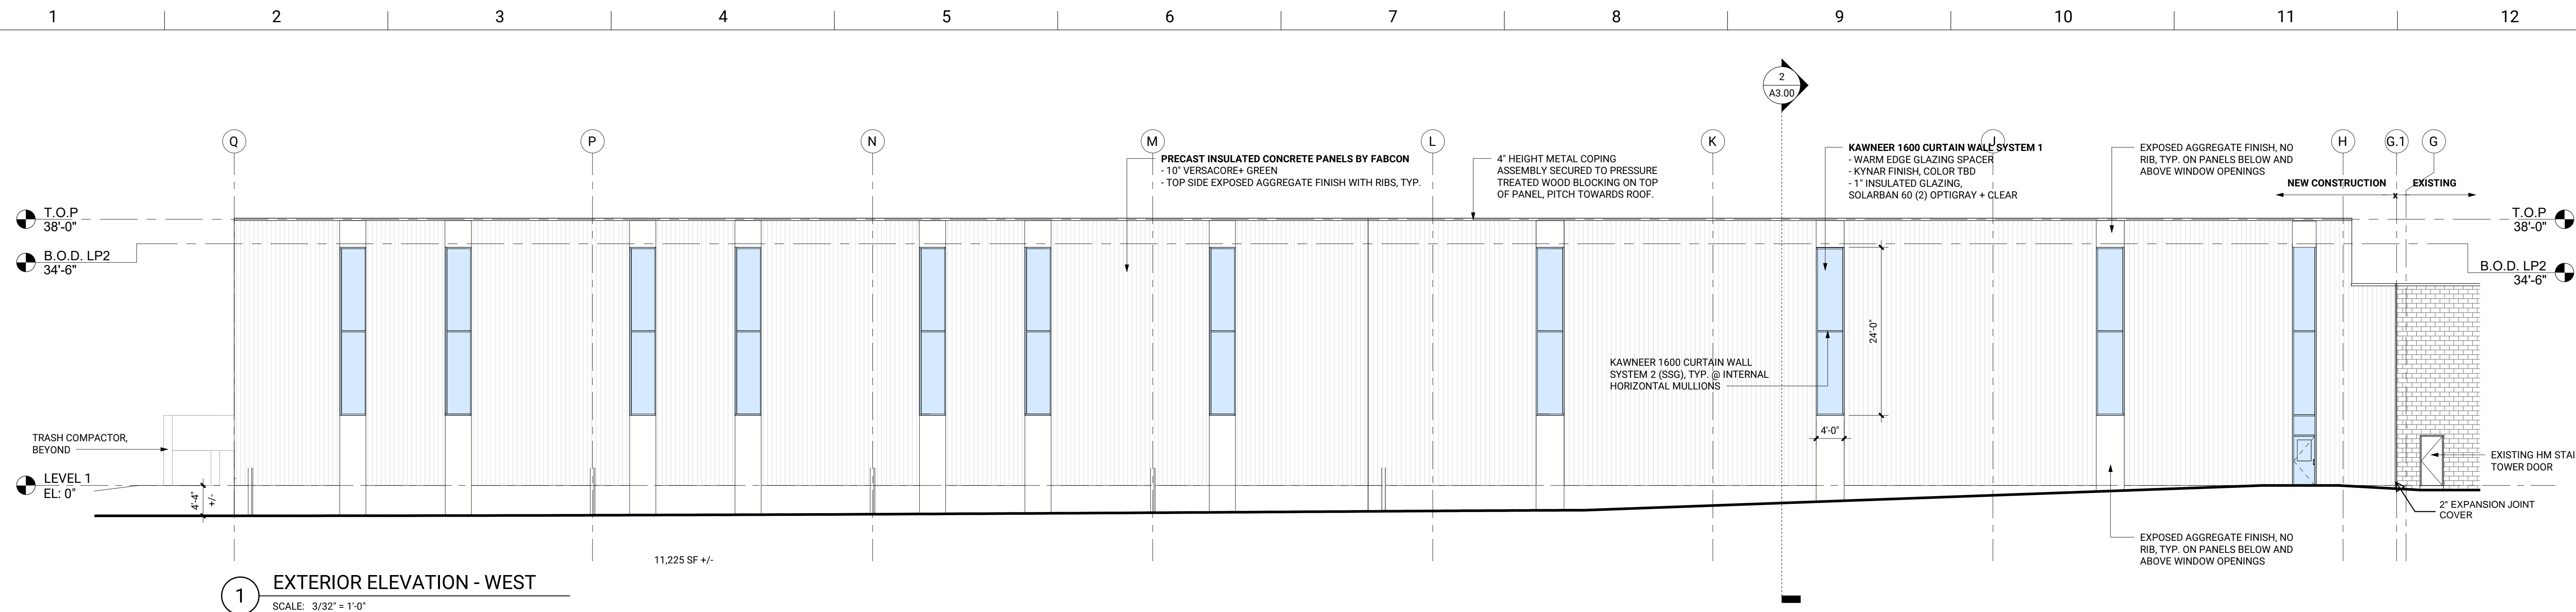 1 2 3 4 5 6 7 8 9 10 11 12
2
A3.00
Q P N M L K J H G.1 G
PRECAST INSULATED CONCRETE PANELS BY FABCON
- 10" VERSACORE+ GREEN
- TOP SIDE EXPOSED AGGREGATE FINISH WITH RIBS, TYP.
4" HEIGHT METAL COPING
ASSEMBLY SECURED TO PRESSURE
TREATED WOOD BLOCKING ON TOP
OF PANEL, PITCH TOWARDS ROOF.
KAWNEER 1600 CURTAIN WALL SYSTEM 1
- WARM EDGE GLAZING SPACER
- KYNAR FINISH, COLOR TBD
- 1" INSULATED GLAZING,
SOLARBAN 60 (2) OPTIGRAY + CLEAR
EXPOSED AGGREGATE FINISH, NO
RIB, TYP. ON PANELS BELOW AND
ABOVE WINDOW OPENINGS
NEW CONSTRUCTION
x
EXISTING
T.O.P
38'-0"
B.O.D. LP2
34'-6"
T.O.P
38'-0"
B.O.D. LP2
34'-6"
24'-0"
KAWNEER 1600 CURTAIN WALL
SYSTEM 2 (SSG), TYP. @ INTERNAL
HORIZONTAL MULLIONS
4'-0"
TRASH COMPACTOR,
BEYOND
LEVEL 1
EL: 0"
4'-4"
+/-
EXISTING HM STAI
TOWER DOOR
2" EXPANSION JOINT
COVER
EXPOSED AGGREGATE FINISH, NO
RIB, TYP. ON PANELS BELOW AND
ABOVE WINDOW OPENINGS
11,225 SF +/-
1
EXTERIOR ELEVATION - WEST
SCALE: 3/32" = 1'-0"